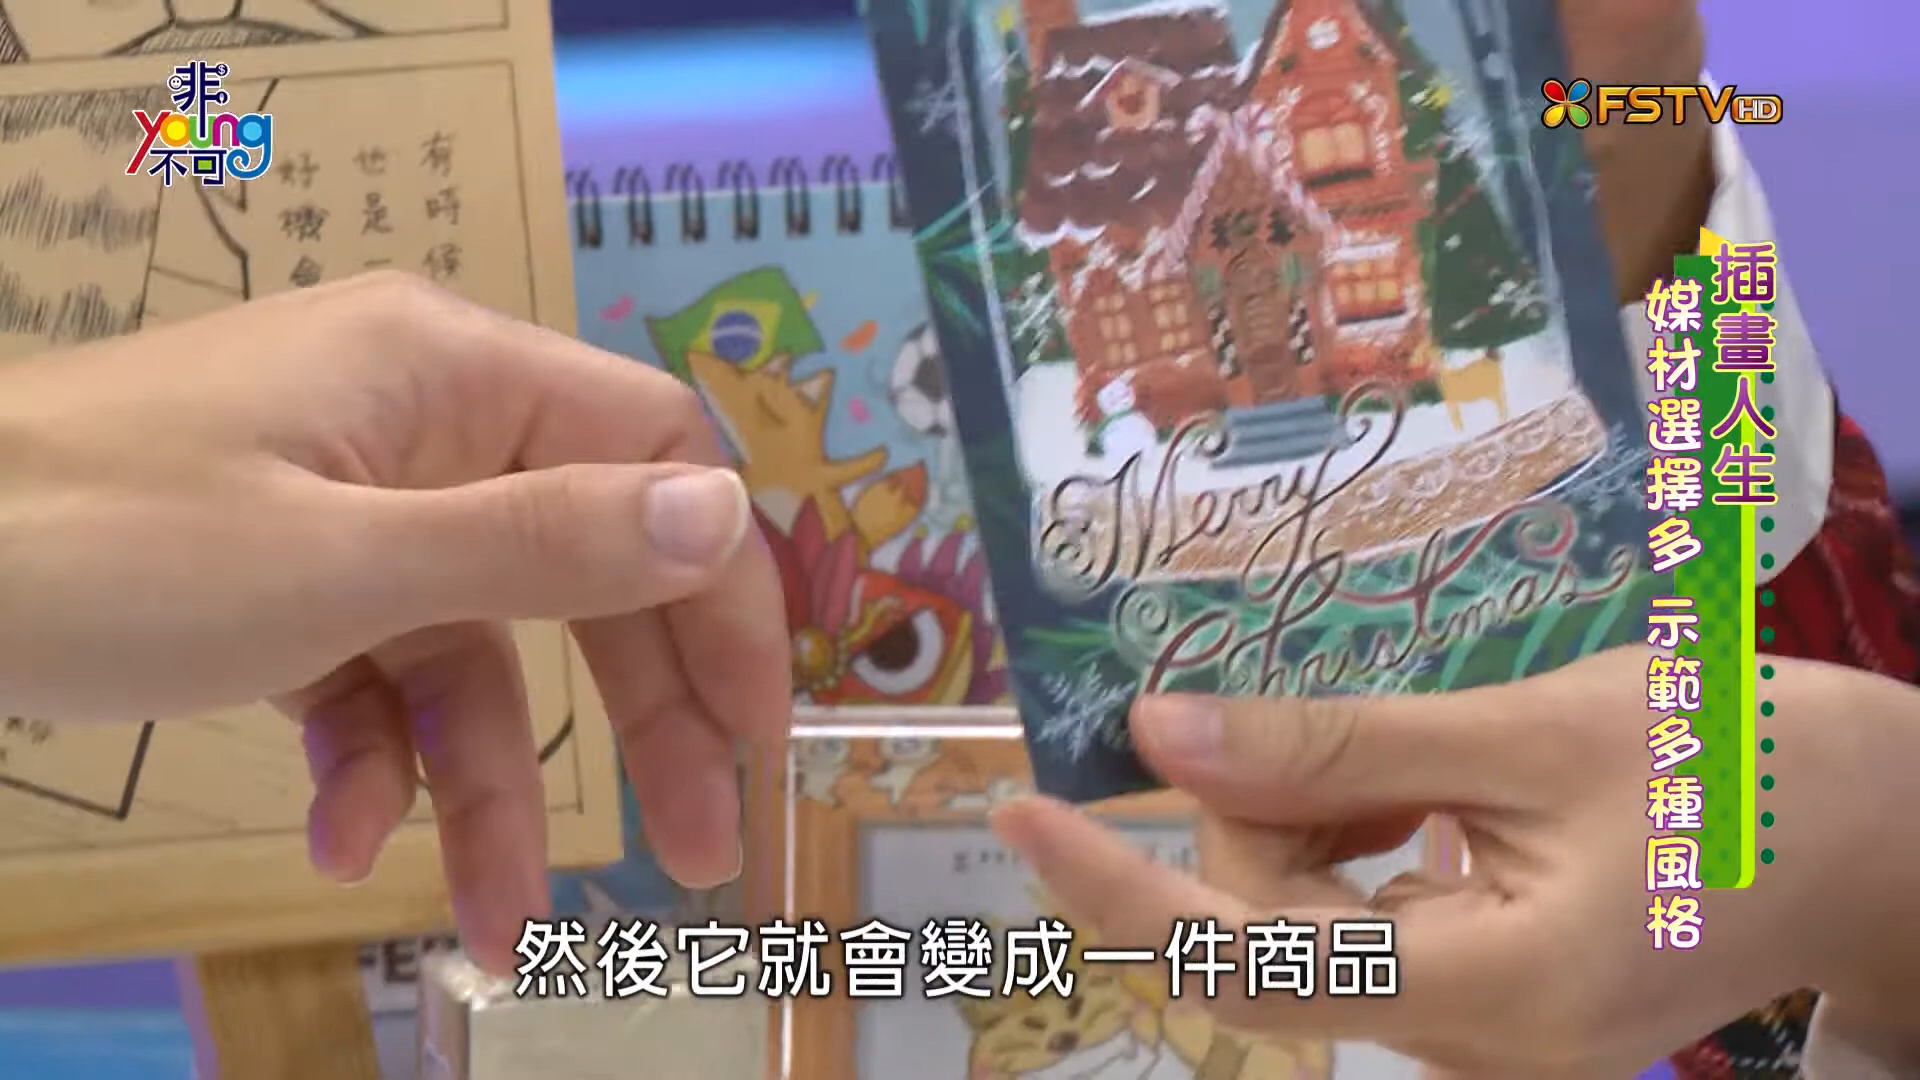 非
young
不可
FSTV HD
有時候
也是一
好機會
Merry
Christmas
插畫人生
媒材選擇多 示範多種風格
然後它就會變成一件商品